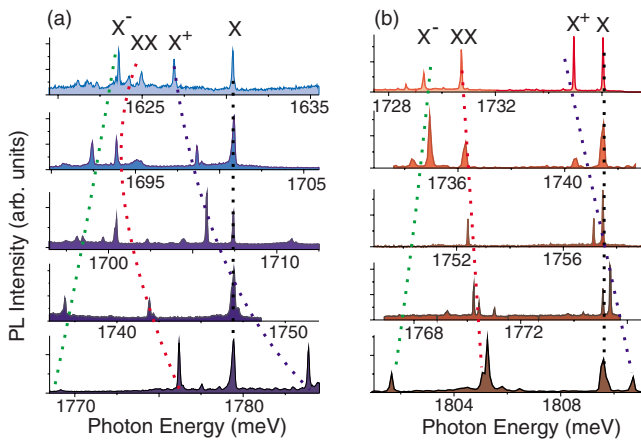 (a)
X⁻ XX X⁺ X
1625 1635
1695 1705
1700 1710
1740 1750
1770 1780
Photon Energy (meV)
PL Intensity (arb. units)
(b)
X⁻ XX X⁺ X
1728 1732
1736 1740
1752 1756
1768 1772
1804 1808
Photon Energy (meV)